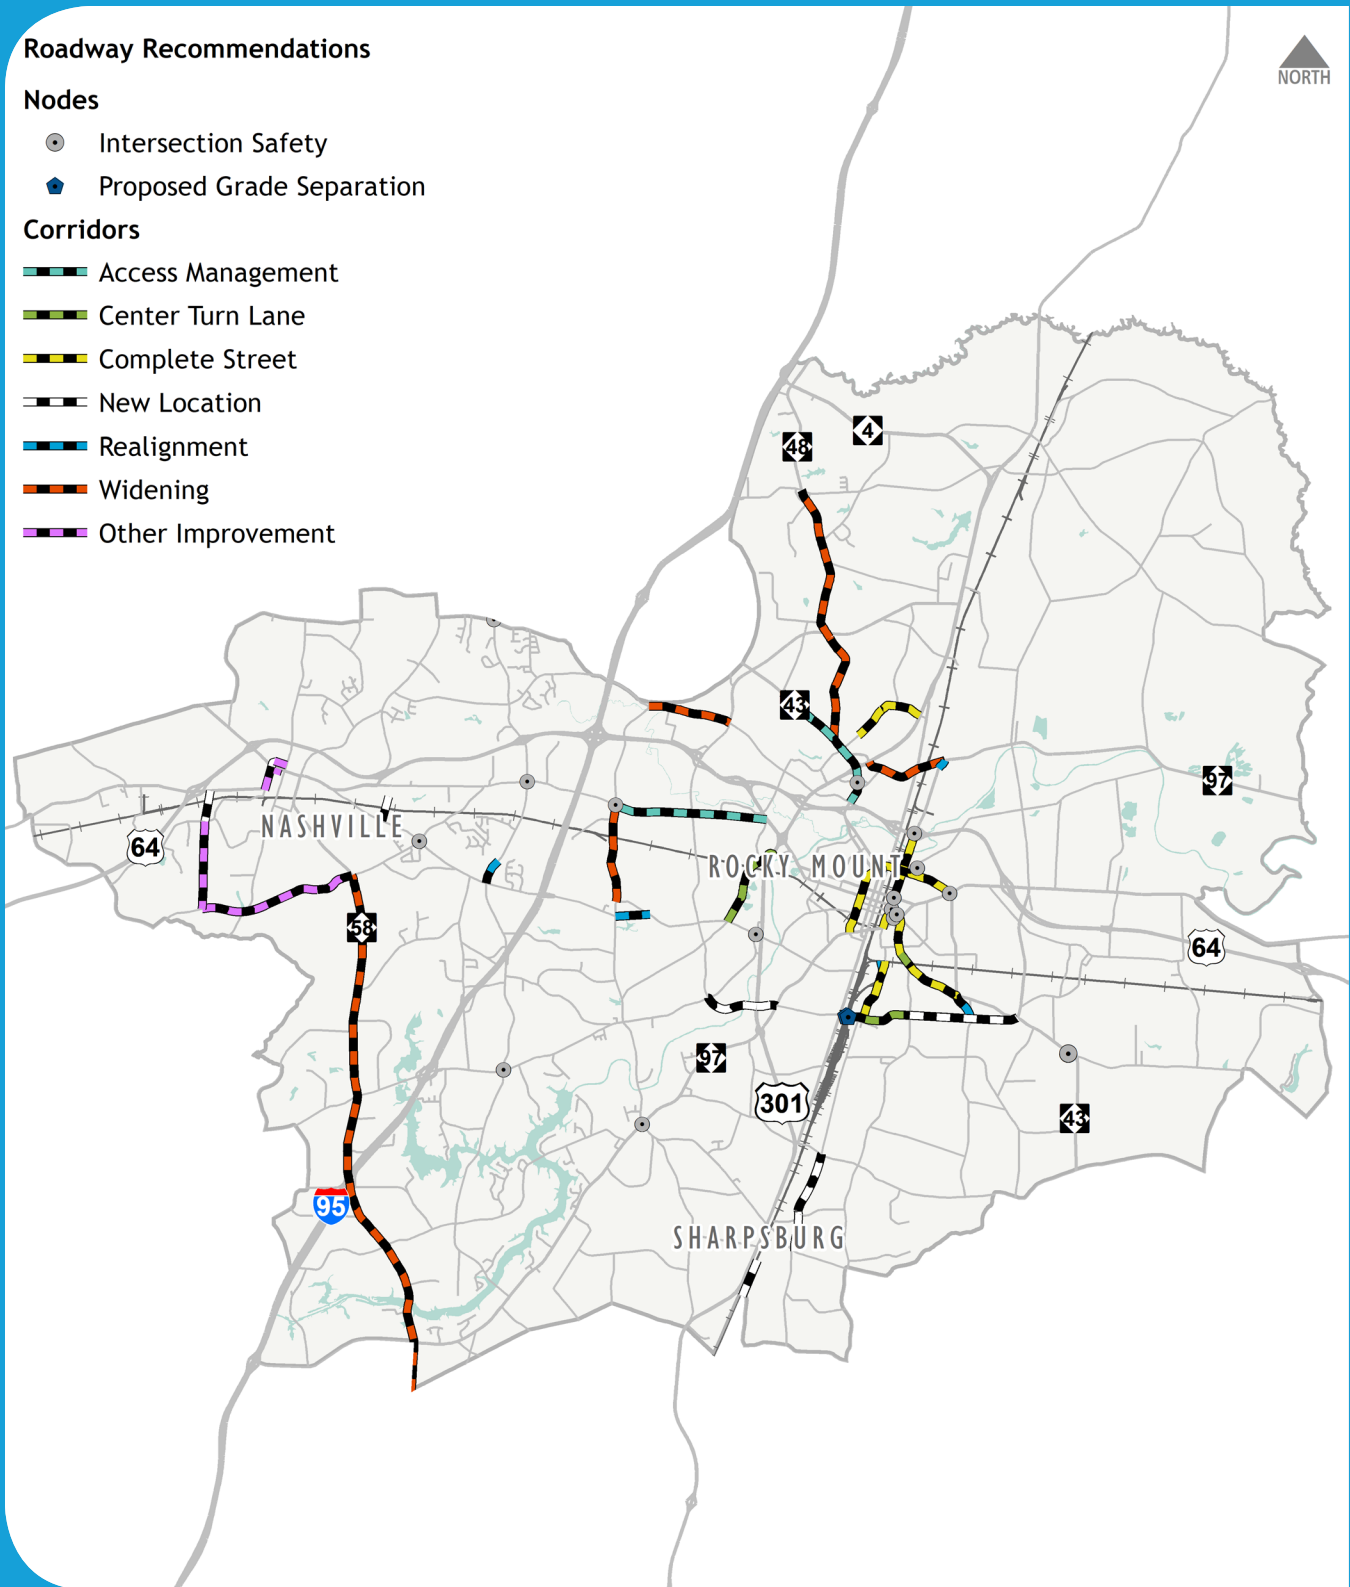 Roadway Recommendations
NORTH
Nodes
Intersection Safety
Proposed Grade Separation
Corridors
Access Management
Center Turn Lane
Complete Street
New Location
Realignment
Widening
Other Improvement
4
48
43
97
64
NASHVILLE
ROCKY MOUNT
58
64
97
301
43
95
SHARPSBURG